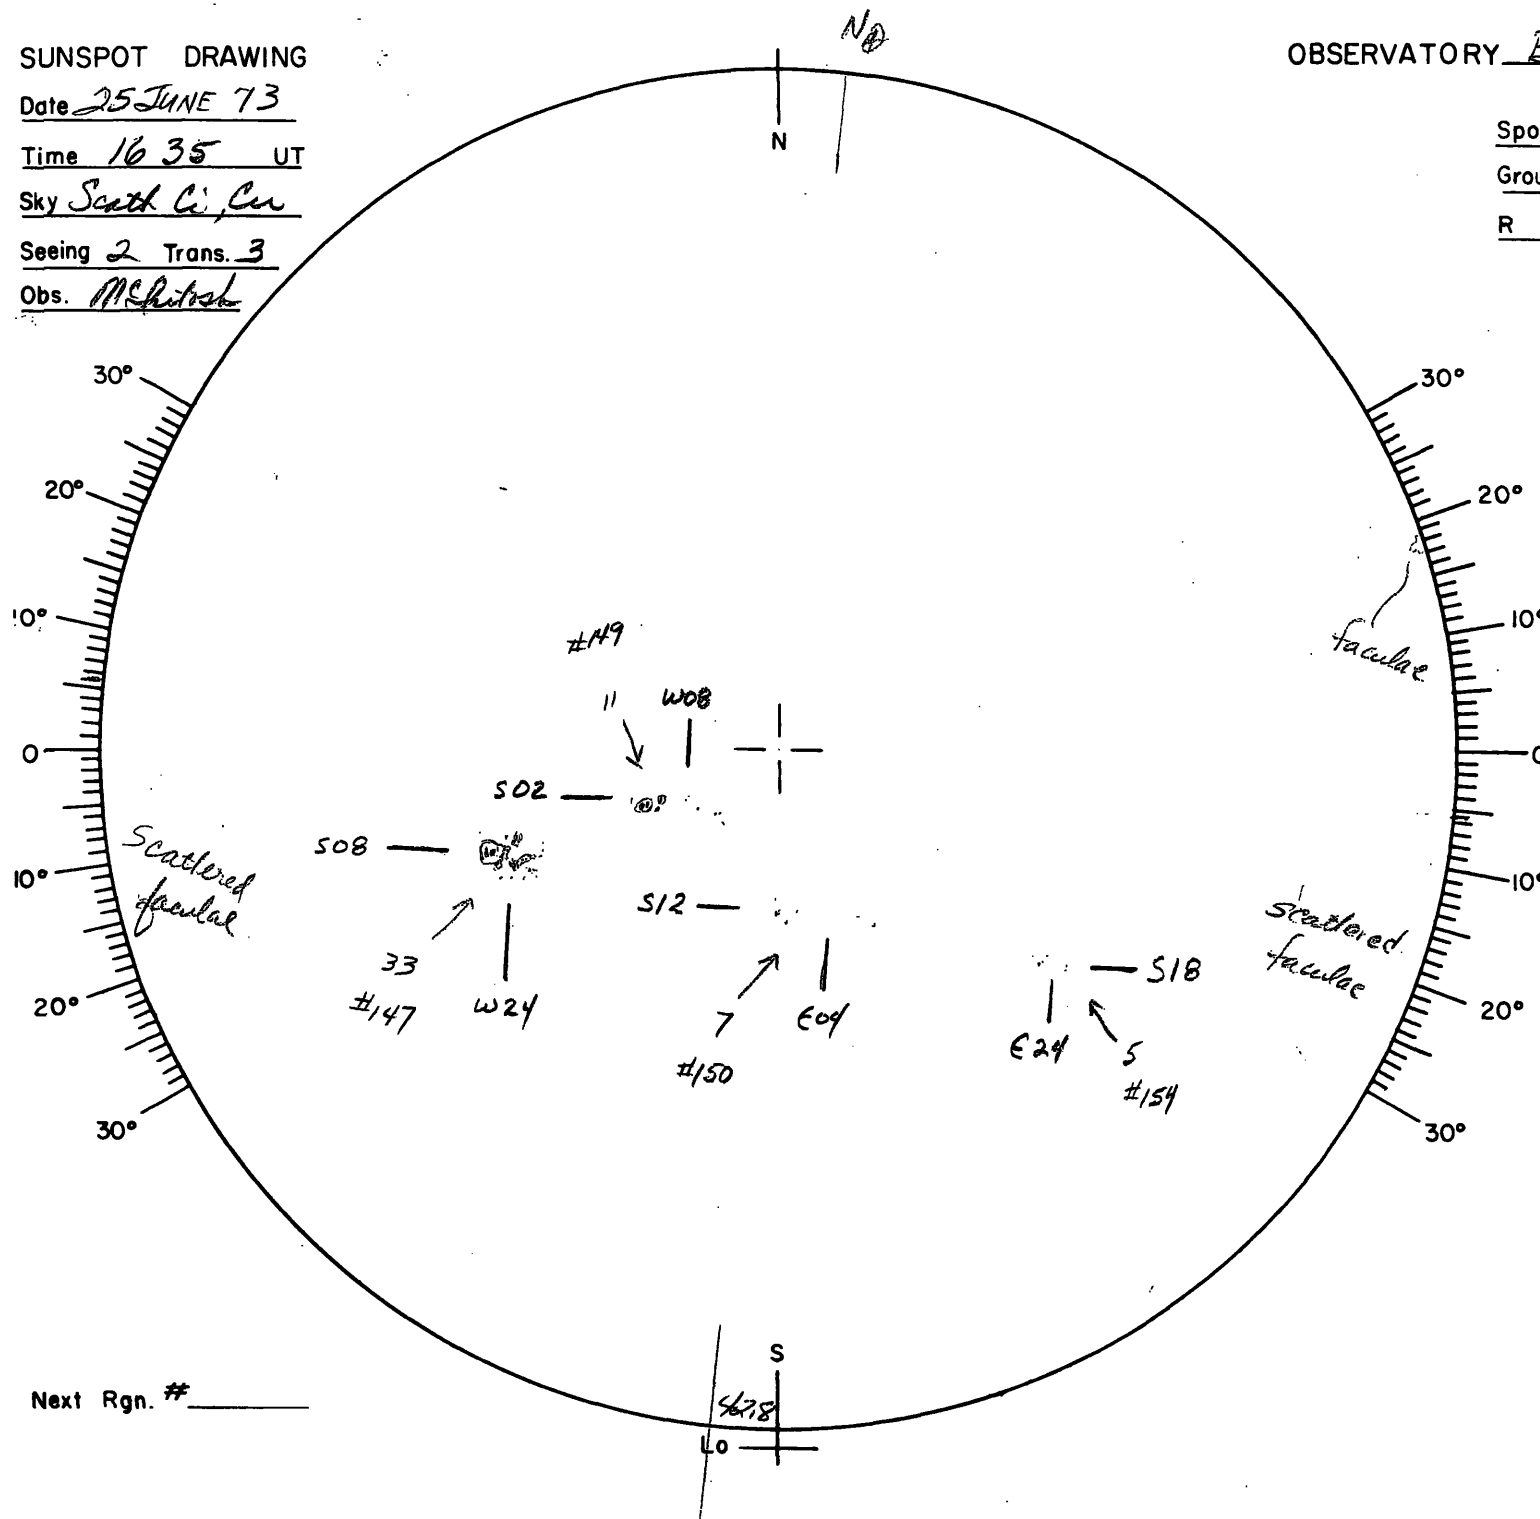 SUNSPOT DRAWING
Date 25 JUNE 73
Time 16 35 UT
Sky Ci, Cu
Seeing 2 Trans. 3
Obs. McIntosh
N
OBSERVATORY
N
Spo
Grou
R
30° 30°
20° 20°
10° 10°
faculae
#149
11 W08
0 0
S02
S08
Scattered
faculae
10° 10°
S12
scattered
faculae
33
#147
W24
S18
20° 20°
7
#150
E04
E24
5
#154
30° 30°
S
Next Rgn. #
Lo